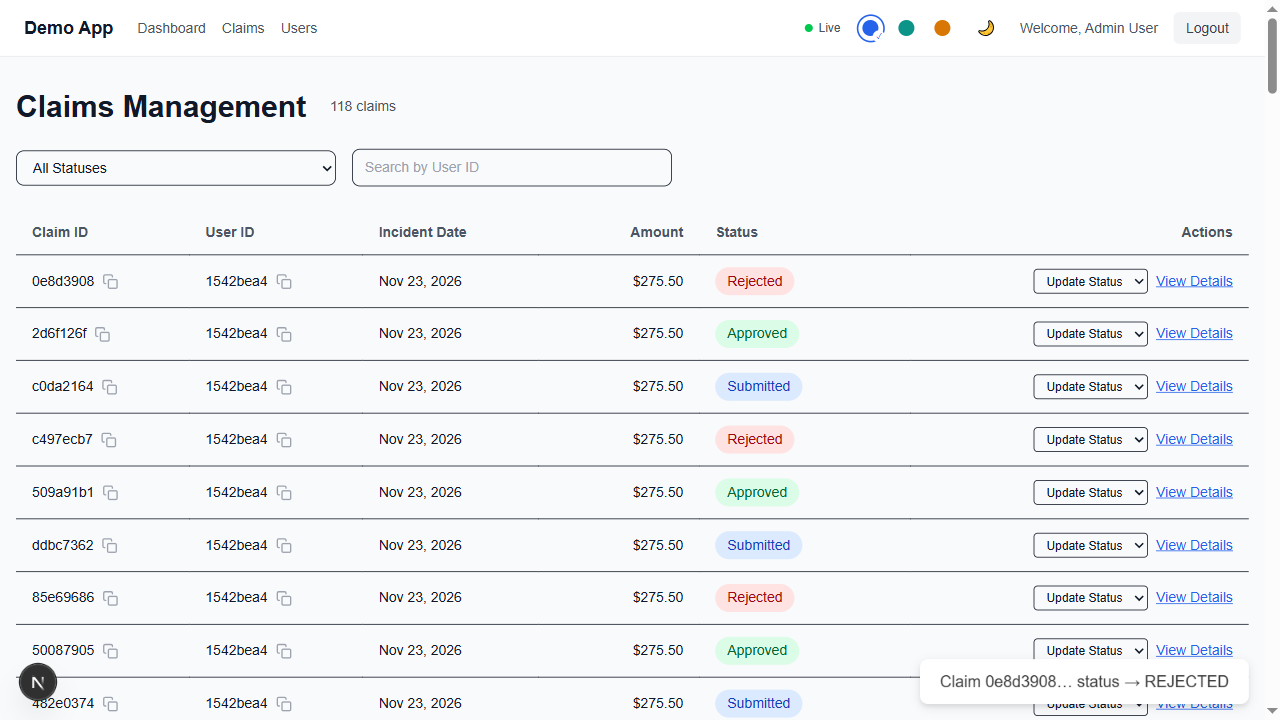 Demo App Dashboard Claims Users Live Welcome, Admin User Logout
Claims Management 118 claims
All Statuses Search by User ID
Claim ID User ID Incident Date Amount Status Actions
0e8d3908 1542bea4 Nov 23, 2026 $275.50 Rejected Update Status View Details
2d6f126f 1542bea4 Nov 23, 2026 $275.50 Approved Update Status View Details
c0da2164 1542bea4 Nov 23, 2026 $275.50 Submitted Update Status View Details
c497ecb7 1542bea4 Nov 23, 2026 $275.50 Rejected Update Status View Details
509a91b1 1542bea4 Nov 23, 2026 $275.50 Approved Update Status View Details
ddbc7362 1542bea4 Nov 23, 2026 $275.50 Submitted Update Status View Details
85e69686 1542bea4 Nov 23, 2026 $275.50 Rejected Update Status View Details
50087905 1542bea4 Nov 23, 2026 $275.50 Approved Update Status View Details
482e0374 1542bea4 Nov 23, 2026 $275.50 Submitted Update Status View Details
N
Claim 0e8d3908… status → REJECTED